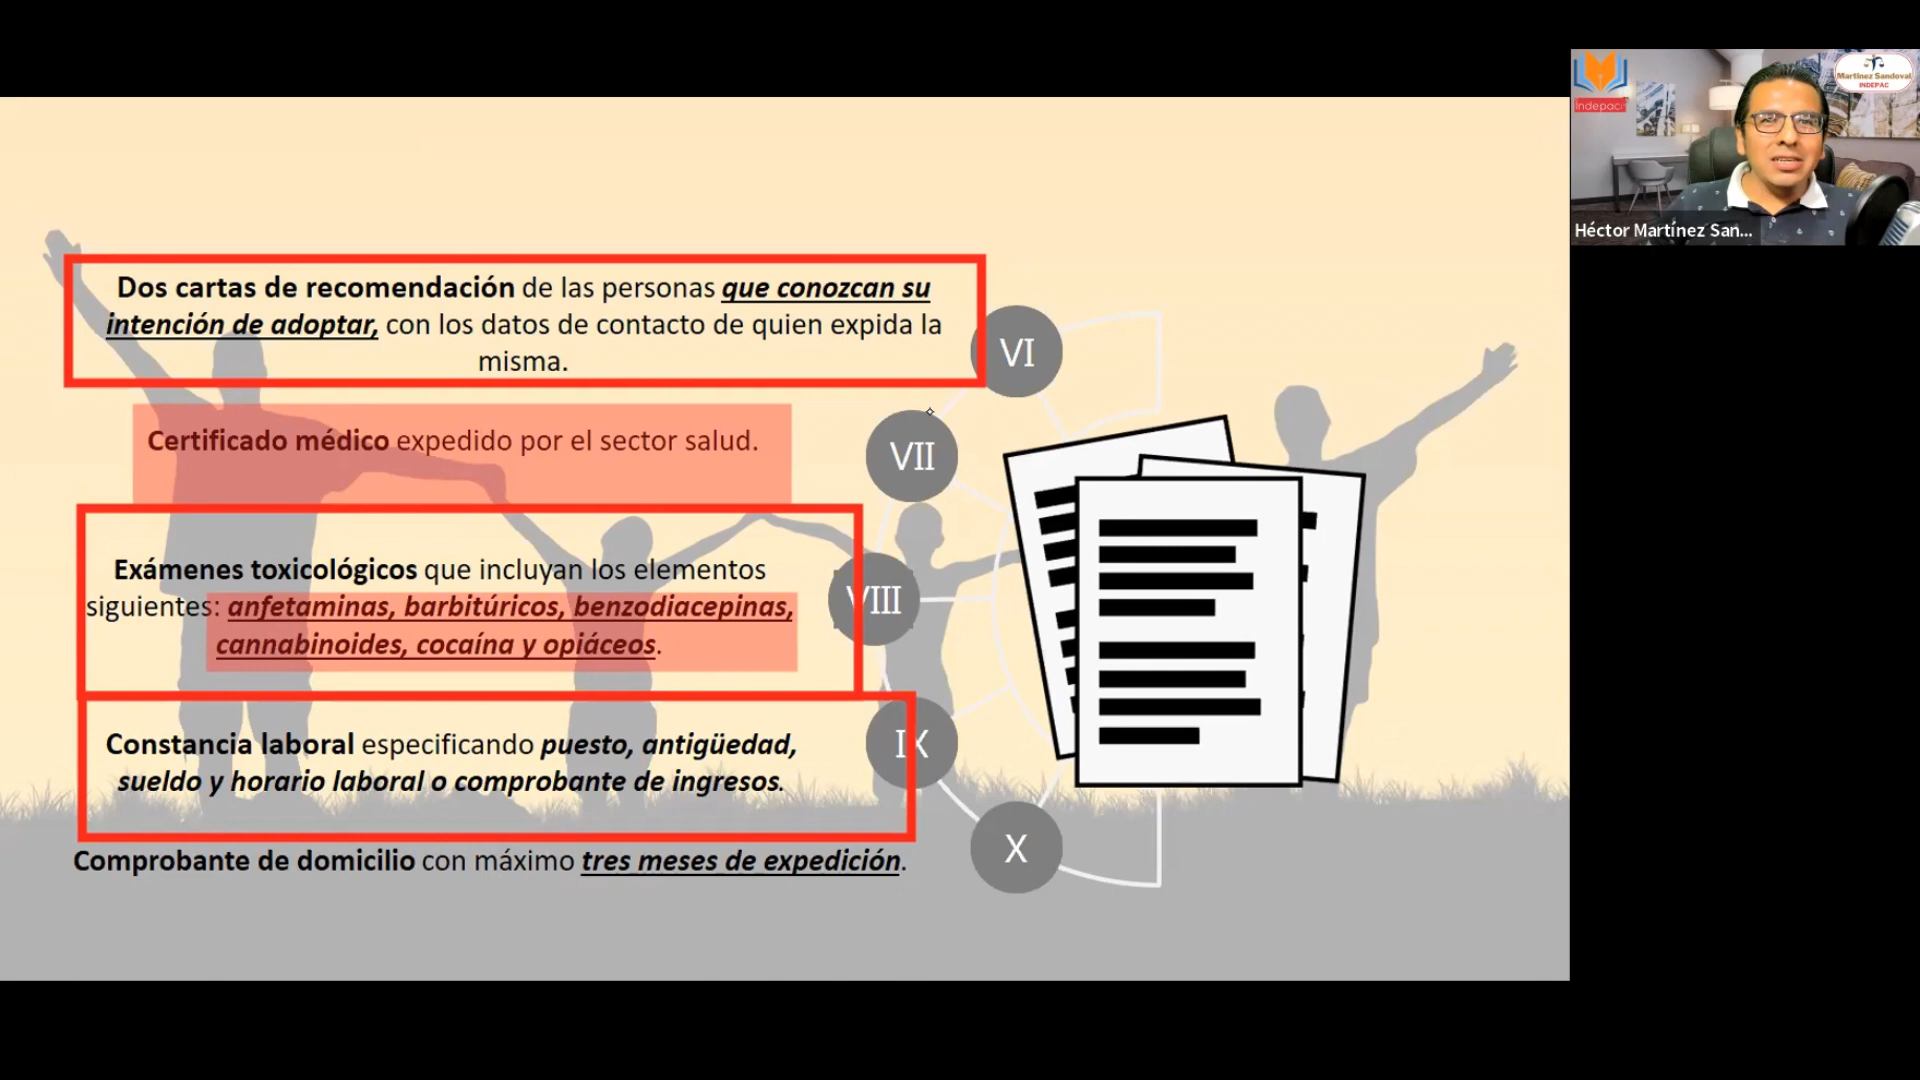 Dos cartas de recomendación de las personas que conozcan su
intención de adoptar, con los datos de contacto de quien expida la
misma.
VI
Certificado médico expedido por el sector salud.
VII
Exámenes toxicológicos que incluyan los elementos
siguientes: anfetaminas, barbitúricos, benzodiacepinas,
cannabinoides, cocaína y opiáceos.
VIII
Constancia laboral especificando puesto, antigüedad,
sueldo y horario laboral o comprobante de ingresos.
IX
Comprobante de domicilio con máximo tres meses de expedición.
X
Indepac
Martínez Sandoval
INDEPAC
Héctor Martínez San...